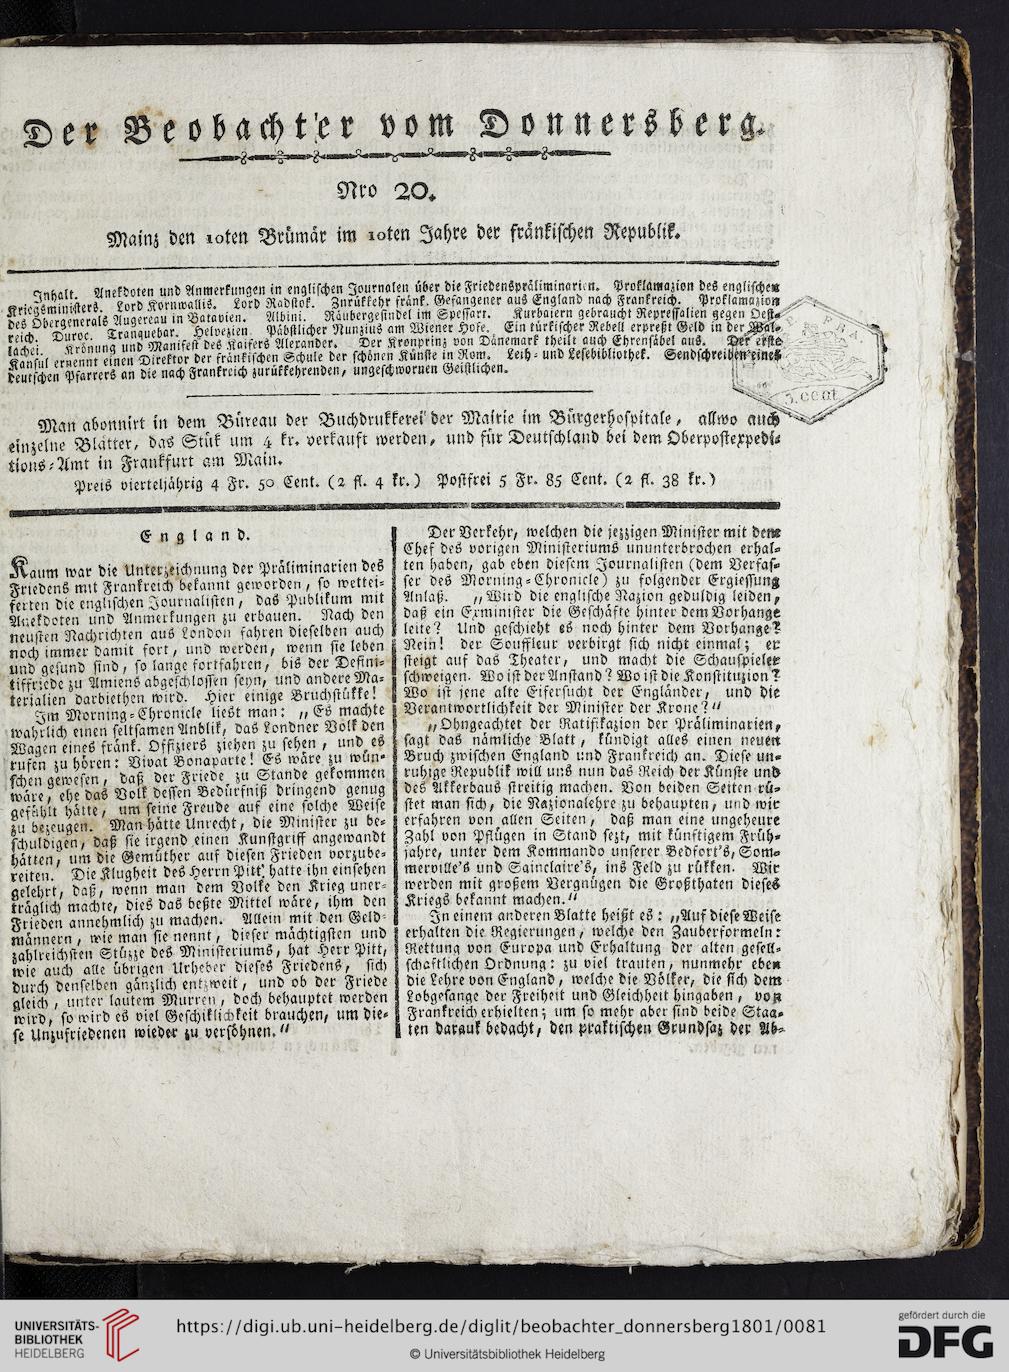 Der Beobachter vom Donnersberg.
Nro 20.
Mainz den 10ten Brümär im 10ten Jahre der fränkischen Republik.
Inhalt. Anekdoten und Anmerkungen in englischen Journalen über die Friedenspräliminarien. Proklamazion des englischen
Kriegsministers. Lord Kornwallis. Lord Radstok. Zurükkehr fränk. Gefangener aus England nach Frankreich. Proklamazion
des Obergenerals Augereau in Batavien. Albini. Räubergesindel im Spessart. Kurbaiern gebraucht Repressalien gegen Oest-
reich. Duroc. Tranquebar. Helvezien. Päbstlicher Nunzius am Wiener Hofe. Ein türkischer Rebell erpreßt Geld in der Wal-
lachei. Krönung und Manifest des Kaisers Alexander. Der Kronprinz von Dänemark theilt auch Ehrensäbel aus. Der erste
Kansul ernennt einen Direktor der fränkischen Schule der schönen Künste in Rom. Leih- und Lesebibliothek. Sendschreiben eines
deutschen Pfarrers an die nach Frankreich zurükkehrenden, ungeschwornen Geistlichen.
Man abonnirt in dem Büreau der Buchdrukkerei der Mairie im Bürgerhospitale, allwo auch
einzelne Blätter, das Stük um 4 kr. verkauft werden, und für Deutschland bei dem Oberpostexpedi-
tions-Amt in Frankfurt am Main.
Preis vierteljährig 4 Fr. 50 Cent. (2 fl. 4 kr.) Postfrei 5 Fr. 85 Cent. (2 fl. 38 kr.)
England.
Kaum war die Unterzeichnung der Präliminarien des
Friedens mit Frankreich bekannt geworden, so wettei-
ferten die englischen Journalisten, das Publikum mit
Anekdoten und Anmerkungen zu erbauen. Nach den
neusten Nachrichten aus London fahren dieselben auch
noch immer damit fort, und werden, wenn sie leben
und gesund sind, so lange fortfahren, bis der Defini-
tiffriede zu Amiens abgeschlossen seyn, und andere Ma-
terialien darbiethen wird. Hier einige Bruchstükke!
Im Morning-Chronicle liest man: „Es machte
wahrlich einen seltsamen Anblik, das Londner Volk den
Wagen eines fränk. Offiziers ziehen zu sehen, und es
rufen zu hören: Vivat Bonaparte! Es wäre zu wün-
schen gewesen, daß der Friede zu Stande gekommen
wäre, ehe das Volk dessen Bedürfniß dringend genug
gefühlt hätte, um seine Freude auf eine solche Weise
zu bezeugen. Man hätte Unrecht, die Minister zu be-
schuldigen, daß sie irgend einen Kunstgriff angewandt
hätten, um die Gemüther auf diesen Frieden vorzube-
reiten. Die Klugheit des Herrn Pitt, hatte ihn einsehen
gelehrt, daß, wenn man dem Volke den Krieg uner-
träglich machte, dies das beßte Mittel wäre, ihm den
Frieden annehmlich zu machen. Allein mit den Geld-
männern, wie man sie nennt, dieser mächtigsten und
zahlreichsten Stüzze des Ministeriums, hat Herr Pitt,
wie auch alle übrigen Urheber dieses Friedens, sich
durch denselben gänzlich entzweit, und ob der Friede
gleich, unter lautem Murren, doch behauptet werden
wird, so wird es viel Geschiklichkeit brauchen, um die-
se Unzufriedenen wieder zu versöhnen.“
Der Verkehr, welchen die jezzigen Minister mit dem
Chef des vorigen Ministeriums ununterbrochen erhal-
ten haben, gab eben diesem Journalisten (dem Verfas-
ser des Morning-Chronicle) zu folgender Ergiessung
Anlaß. „Wird die englische Nazion geduldig leiden,
daß ein Exminister die Geschäfte hinter dem Vorhange
leite? Und geschieht es noch hinter dem Vorhange?
Nein! der Souffleur verbirgt sich nicht einmal; er
steigt auf das Theater, und macht die Schauspieler
schweigen. Wo ist der Anstand? Wo ist die Konstituzion?
Wo ist jene alte Eifersucht der Engländer, und die
Verantwortlichkeit der Minister der Krone?“
„Ohngeachtet der Ratifikazion der Präliminarien,
sagt das nämliche Blatt, kündigt alles einen neuen
Bruch zwischen England und Frankreich an. Diese un-
ruhige Republik will uns nun das Reich der Künste und
des Akkerbaus streitig machen. Von beiden Seiten rü-
stet man sich, die Nazionalehre zu behaupten, und wir
erfahren von allen Seiten, daß man eine ungeheure
Zahl von Pflügen in Stand sezt, mit künftigem Früh-
jahre, unter dem Kommando unserer Bedfort's, Som-
merville's und Sainclaire's, ins Feld zu rükken. Wir
werden mit großem Vergnügen die Großthaten dieses
Kriegs bekannt machen.“
In einem anderen Blatte heißt es: „Auf diese Weise
erhalten die Regierungen, welche den Zauberformeln:
Rettung von Europa und Erhaltung der alten gesell-
schaftlichen Ordnung: zu viel trauten, nunmehr eben
die Lehre von England, welche die Völker, die sich dem
Lobgesange der Freiheit und Gleichheit hingaben, von
Frankreich erhielten; um so mehr aber sind beide Staa-
ten darauf bedacht, den praktischen Grundsaz der Ab-
UNIVERSITÄTS-
BIBLIOTHEK
HEIDELBERG
https://digi.ub.uni-heidelberg.de/diglit/beobachter_donnersberg1801/0081
© Universitätsbibliothek Heidelberg
gefördert durch die
DFG